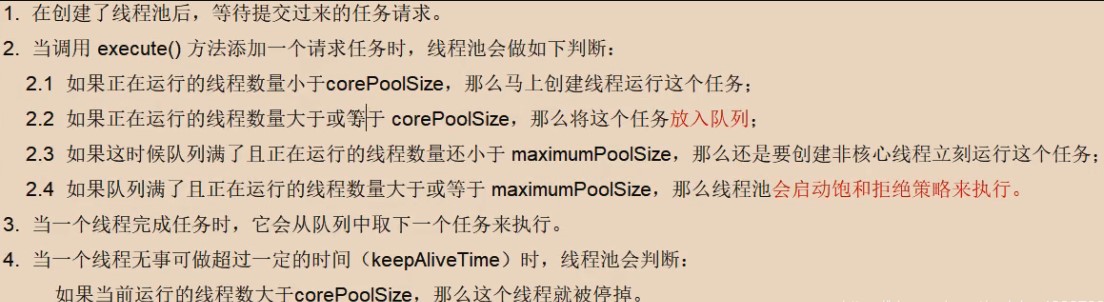 1. 在创建了线程池后，等待提交过来的任务请求。
2. 当调用 execute() 方法添加一个请求任务时，线程池会做如下判断：
2.1 如果正在运行的线程数量小于corePoolSize，那么马上创建线程运行这个任务；
2.2 如果正在运行的线程数量大于或等于 corePoolSize，那么将这个任务放入队列；
2.3 如果这时候队列满了且正在运行的线程数量还小于 maximumPoolSize，那么还是要创建非核心线程立刻运行这个任务；
2.4 如果队列满了且正在运行的线程数量大于或等于 maximumPoolSize，那么线程池会启动饱和拒绝策略来执行。
3. 当一个线程完成任务时，它会从队列中取下一个任务来执行。
4. 当一个线程无事可做超过一定的时间（keepAliveTime）时，线程池会判断：
如果当前运行的线程数大于corePoolSize，那么这个线程就被停掉。